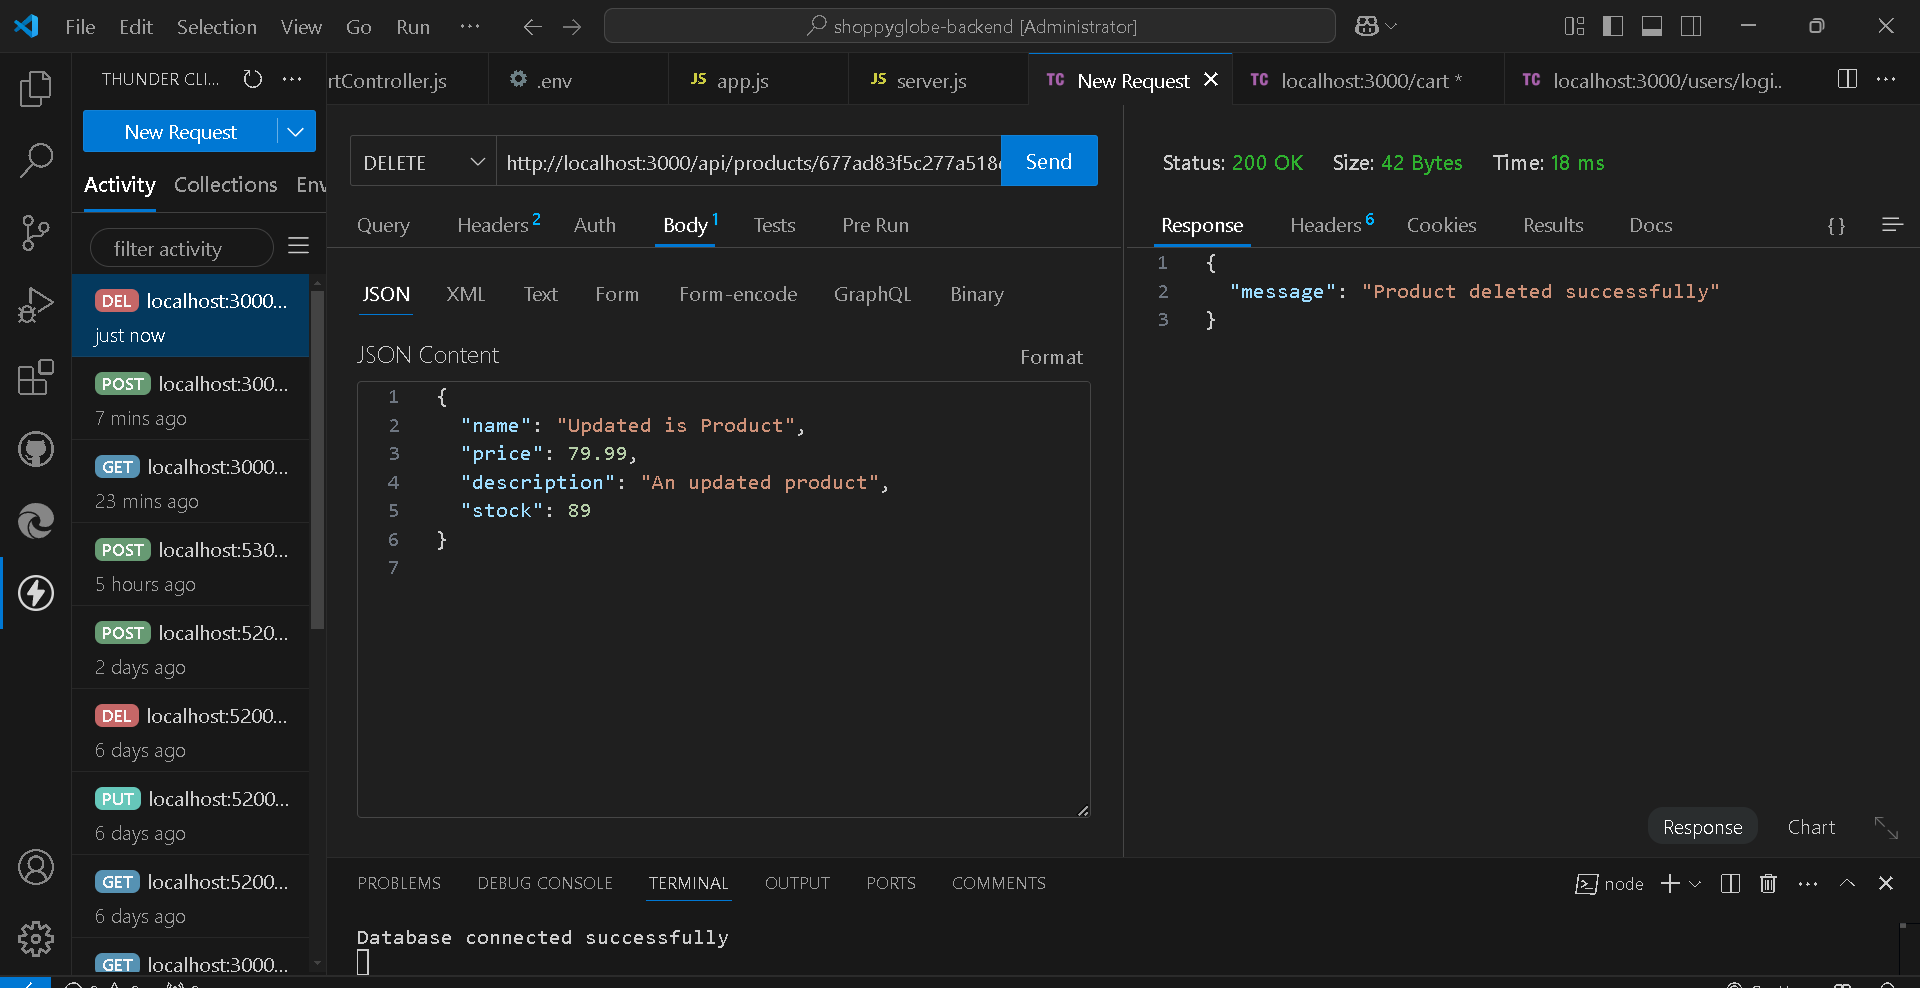 File Edit Selection View Go Run ··· shoppyglobe-backend [Administrator]
THUNDER CLI... ···
rtController.js .env JS app.js JS server.js TC New Request TC localhost:3000/cart * TC localhost:3000/users/logi.. ···
New Request
Activity Collections Env
filter activity
DEL localhost:3000...
just now
POST localhost:300...
7 mins ago
GET localhost:3000...
23 mins ago
POST localhost:530...
5 hours ago
POST localhost:520...
2 days ago
DEL localhost:5200...
6 days ago
PUT localhost:5200...
6 days ago
GET localhost:5200...
6 days ago
GET localhost:3000...
DELETE http://localhost:3000/api/products/677ad83f5c277a518 Send
Query Headers 2 Auth Body 1 Tests Pre Run
JSON XML Text Form Form-encode GraphQL Binary
JSON Content Format
1 {
2 "name": "Updated is Product",
3 "price": 79.99,
4 "description": "An updated product",
5 "stock": 89
6 }
7
Status: 200 OK Size: 42 Bytes Time: 18 ms
Response Headers 6 Cookies Results Docs {}
1 {
2 "message": "Product deleted successfully"
3 }
Response Chart
PROBLEMS DEBUG CONSOLE TERMINAL OUTPUT PORTS COMMENTS node ···
Database connected successfully